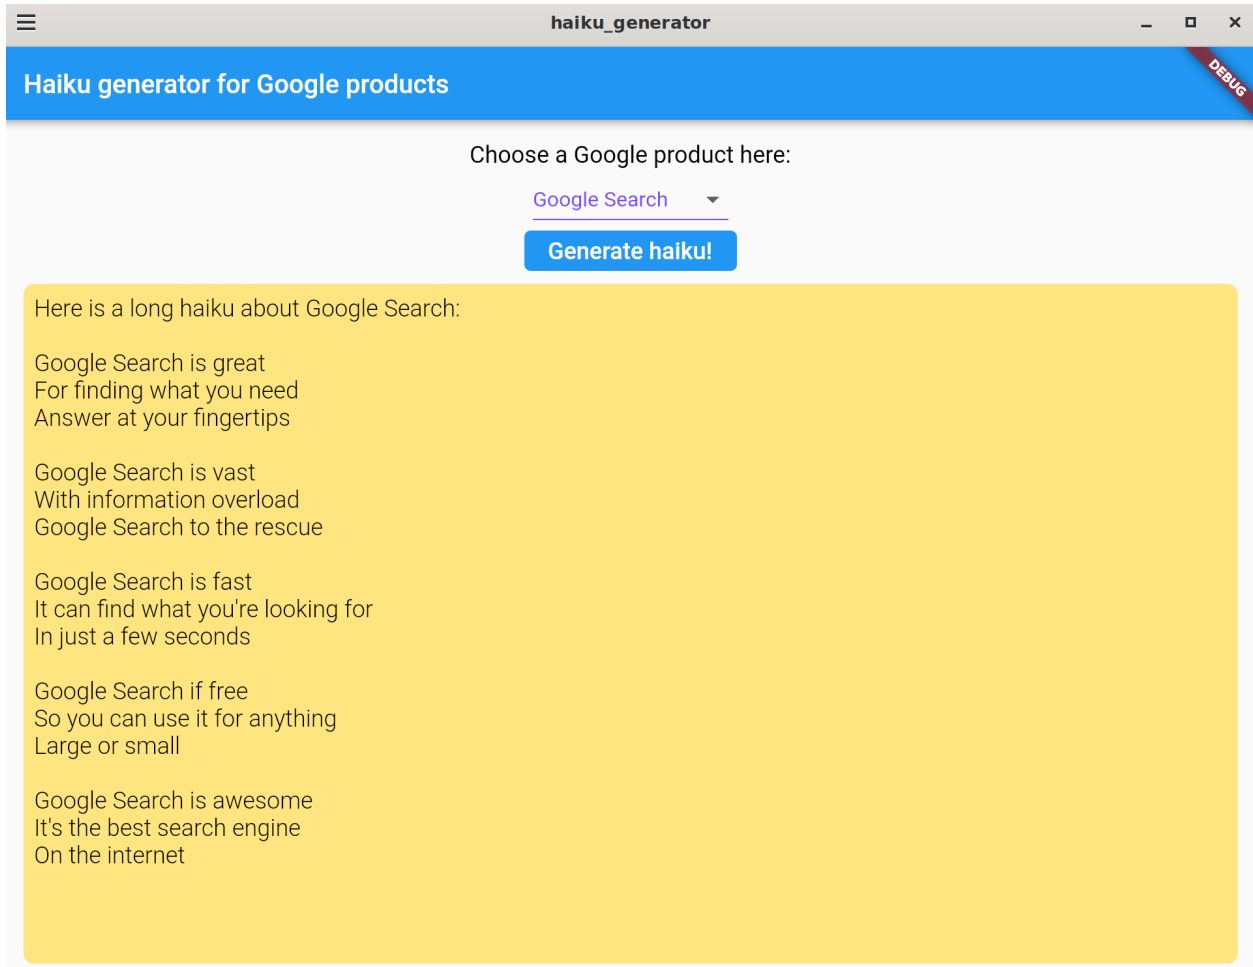 haiku_generator
Haiku generator for Google products
DEBUG
Choose a Google product here:
Google Search
Generate haiku!
Here is a long haiku about Google Search:
Google Search is great
For finding what you need
Answer at your fingertips
Google Search is vast
With information overload
Google Search to the rescue
Google Search is fast
It can find what you're looking for
In just a few seconds
Google Search if free
So you can use it for anything
Large or small
Google Search is awesome
It's the best search engine
On the internet